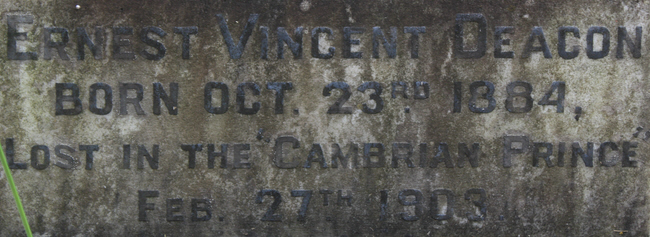 Ernest Vincent Deacon
Born Oct. 23rd 1884,
Lost in the "Cambrian Prince"
Feb. 27th 1903.